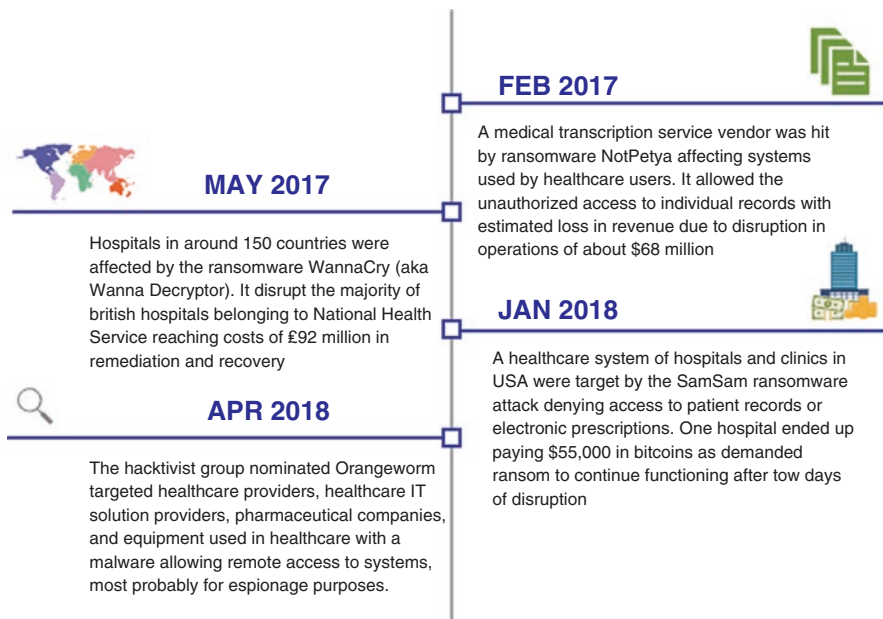 FEB 2017
A medical transcription service vendor was hit
by ransomware NotPetya affecting systems
used by healthcare users. It allowed the
unauthorized access to individual records with
estimated loss in revenue due to disruption in
operations of about $68 million
MAY 2017
Hospitals in around 150 countries were
affected by the ransomware WannaCry (aka
Wanna Decryptor). It disrupt the majority of
british hospitals belonging to National Health
Service reaching costs of £92 million in
remediation and recovery
JAN 2018
A healthcare system of hospitals and clinics in
USA were target by the SamSam ransomware
attack denying access to patient records or
electronic prescriptions. One hospital ended up
paying $55,000 in bitcoins as demanded
ransom to continue functioning after tow days
of disruption
APR 2018
The hacktivist group nominated Orangeworm
targeted healthcare providers, healthcare IT
solution providers, pharmaceutical companies,
and equipment used in healthcare with a
malware allowing remote access to systems,
most probably for espionage purposes.